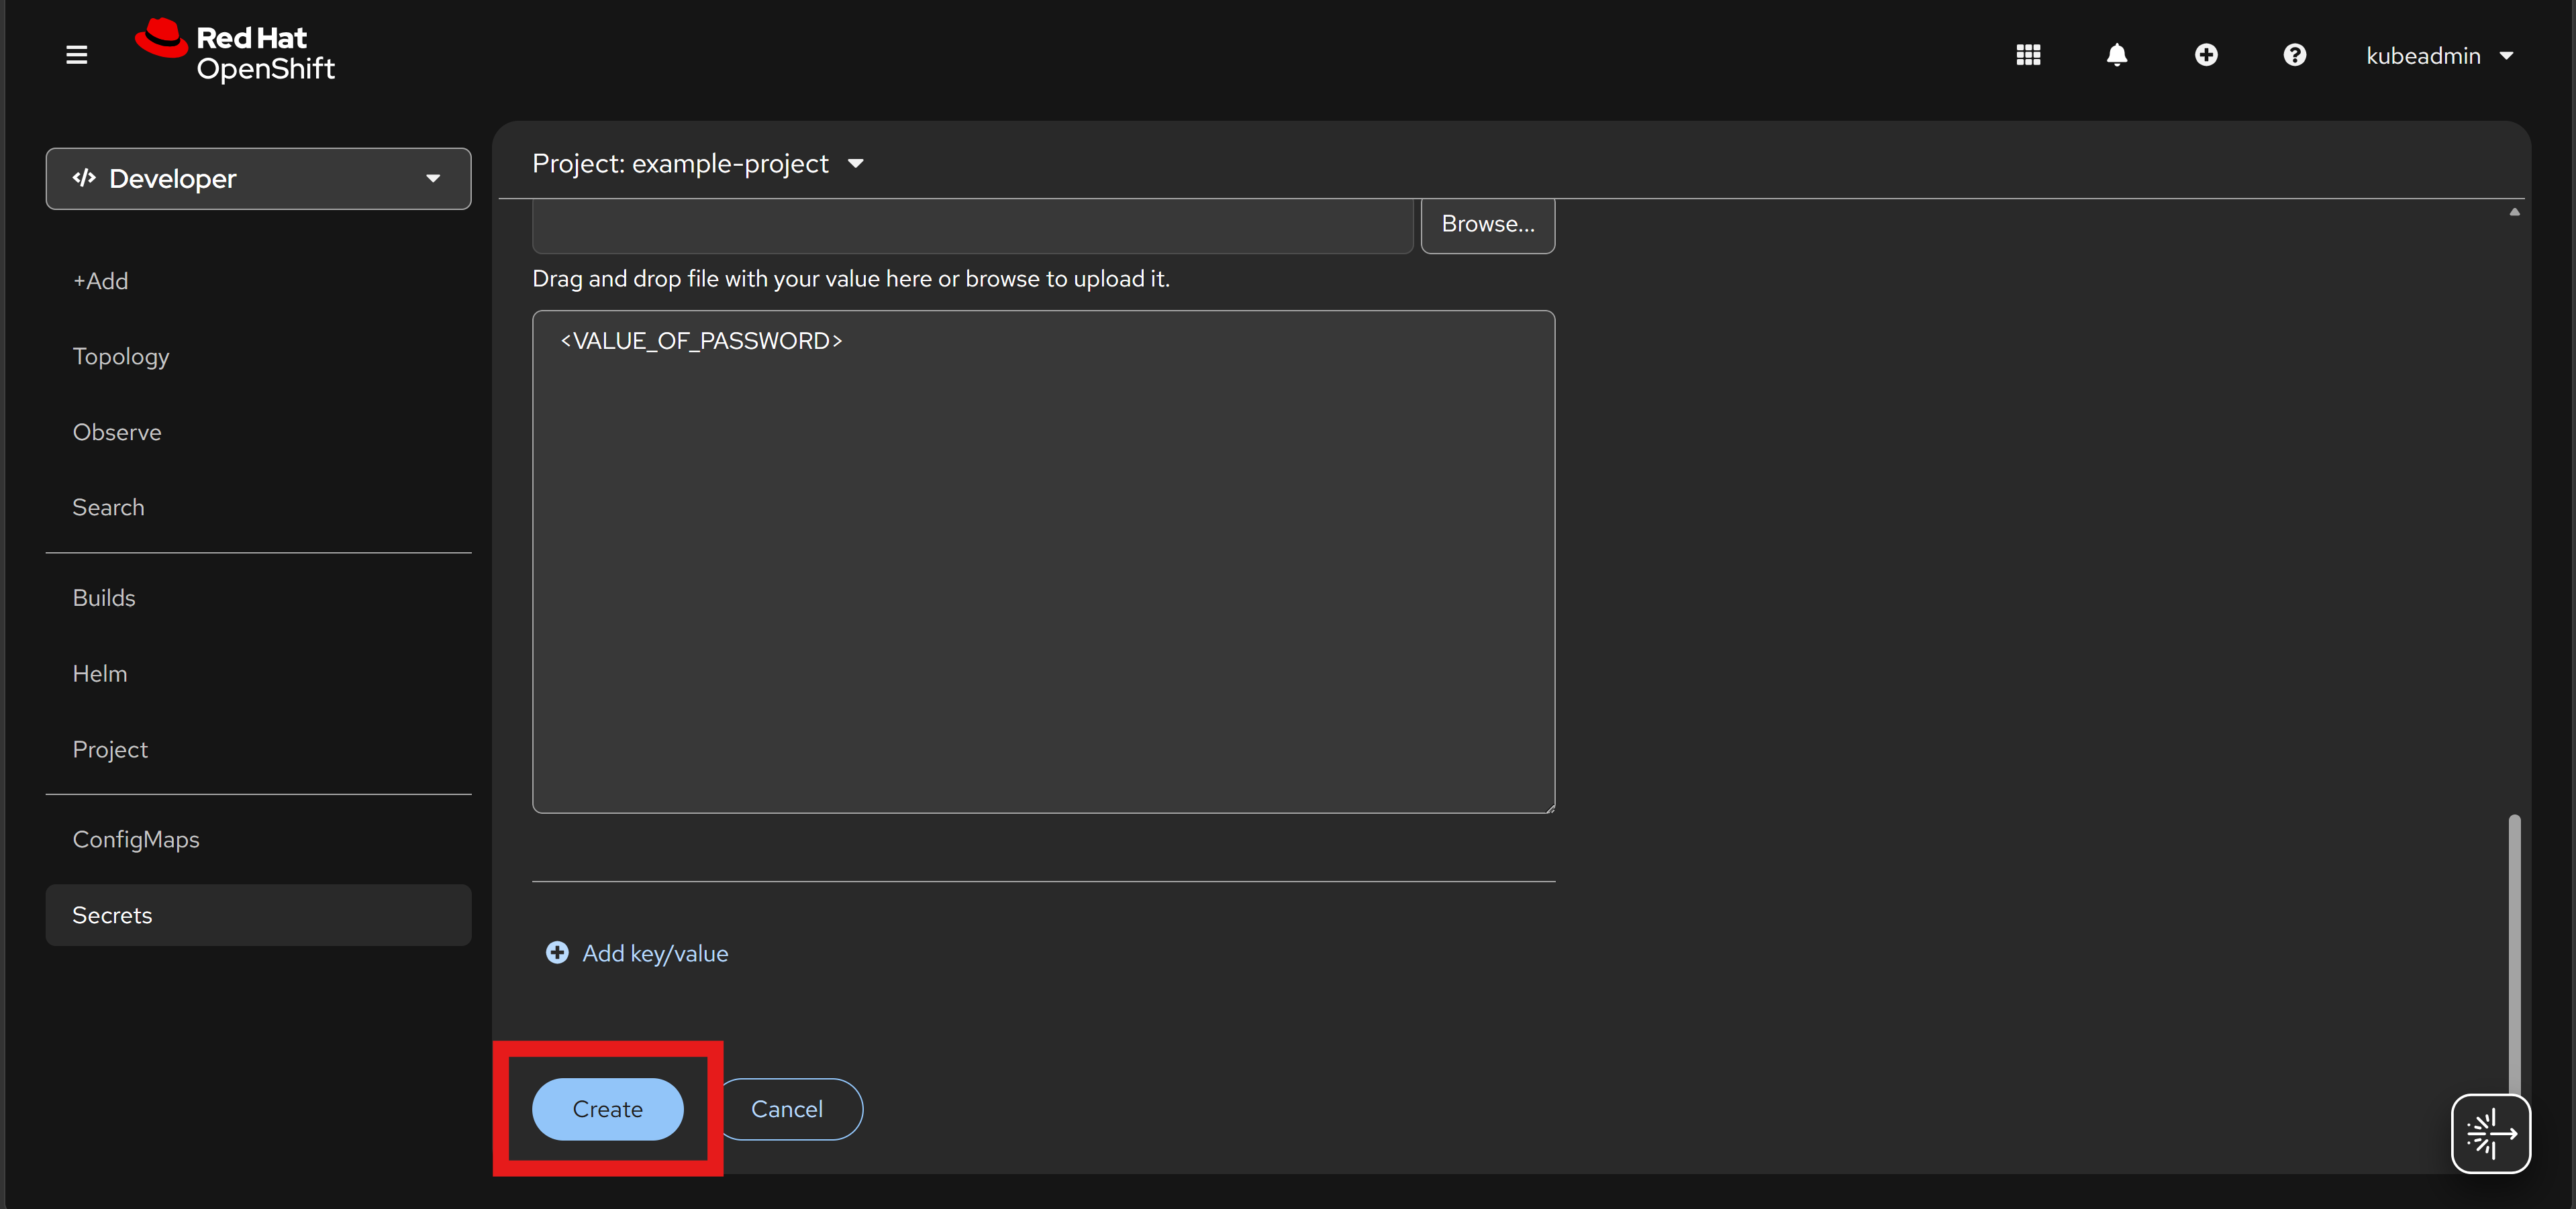 Red Hat
OpenShift
kubeadmin
Developer
Project: example-project
Browse...
+Add
Drag and drop file with your value here or browse to upload it.
<VALUE_OF_PASSWORD>
Topology
Observe
Search
Builds
Helm
Project
ConfigMaps
Secrets
Add key/value
Create
Cancel